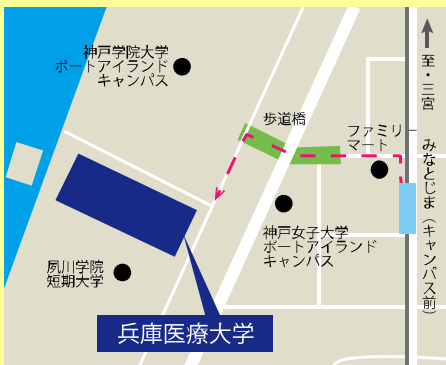 神戸学院大学
ポートアイランド
キャンパス
歩道橋
ファミリー
マート
至・三宮
みなとじま（キャンパス前）
神戸女子大学
ポートアイランド
キャンパス
夙川学院
短期大学
兵庫医療大学